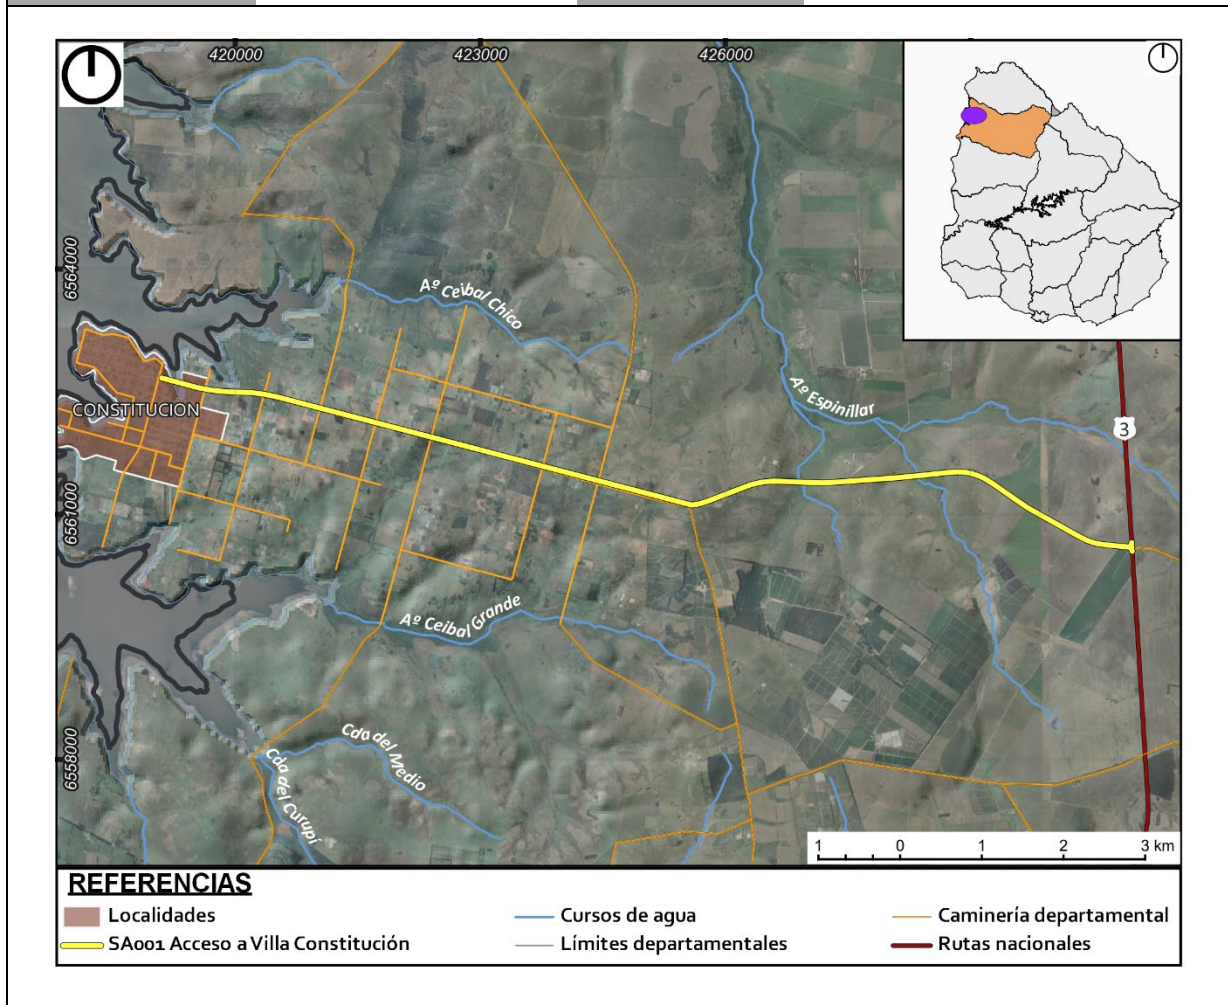 420000
423000
426000
6564000
Aº Ceibal Chico
CONSTITUCION
Aº Espinillar
3
6561000
Aº Ceibal Grande
Cda del Medio
6558000
Cda del Curupi
1 0 1 2 3 km
REFERENCIAS
Localidades
Cursos de agua
Caminería departamental
SA001 Acceso a Villa Constitución
Límites departamentales
Rutas nacionales